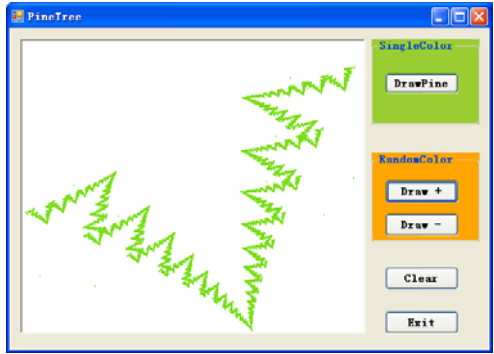 PineTree
SingleColor
DrawPine
RandomColor
Draw +
Draw -
Clear
Exit